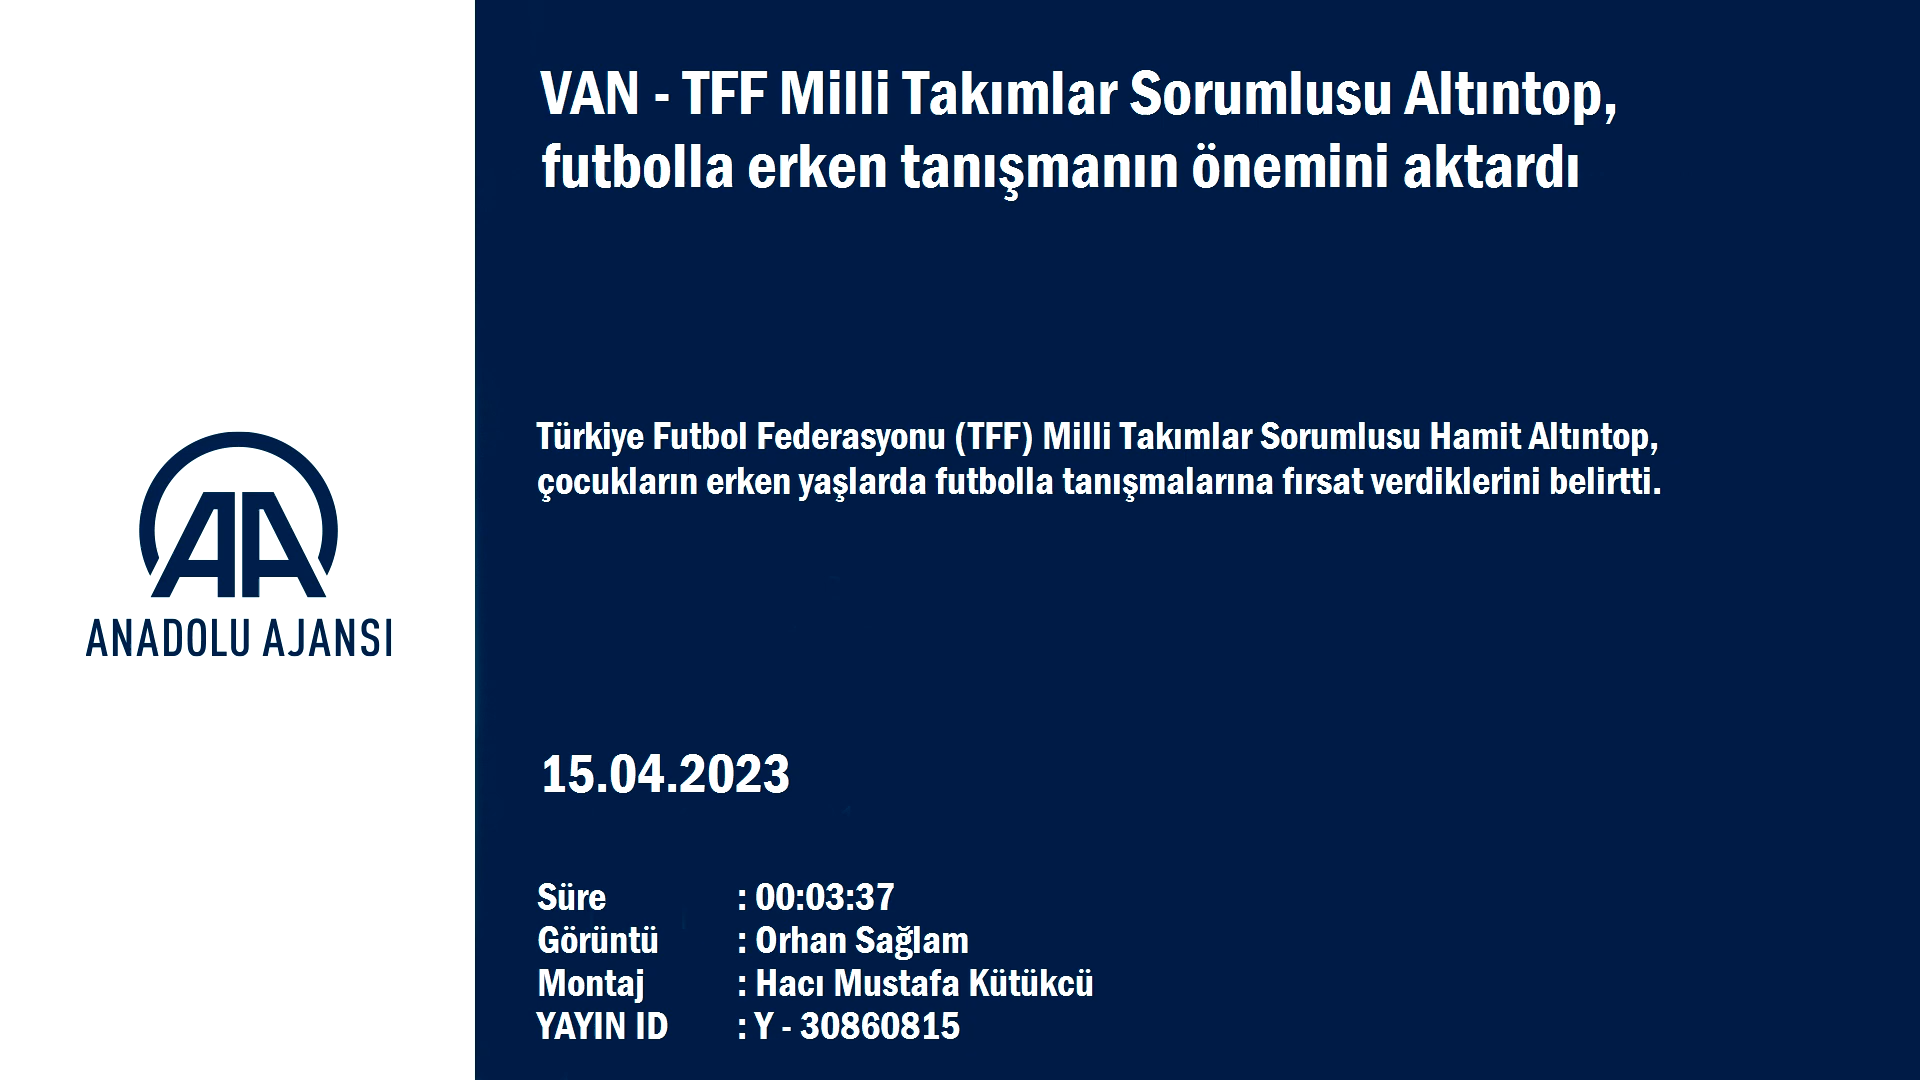 VAN - TFF Milli Takımlar Sorumlusu Altıntop,
futbolla erken tanışmanın önemini aktardı
Türkiye Futbol Federasyonu (TFF) Milli Takımlar Sorumlusu Hamit Altıntop,
çocukların erken yaşlarda futbolla tanışmalarına fırsat verdiklerini belirtti.
AA
ANADOLU AJANSI
15.04.2023
Süre : 00:03:37
Görüntü : Orhan Sağlam
Montaj : Hacı Mustafa Kütükcü
YAYIN ID : Y - 30860815